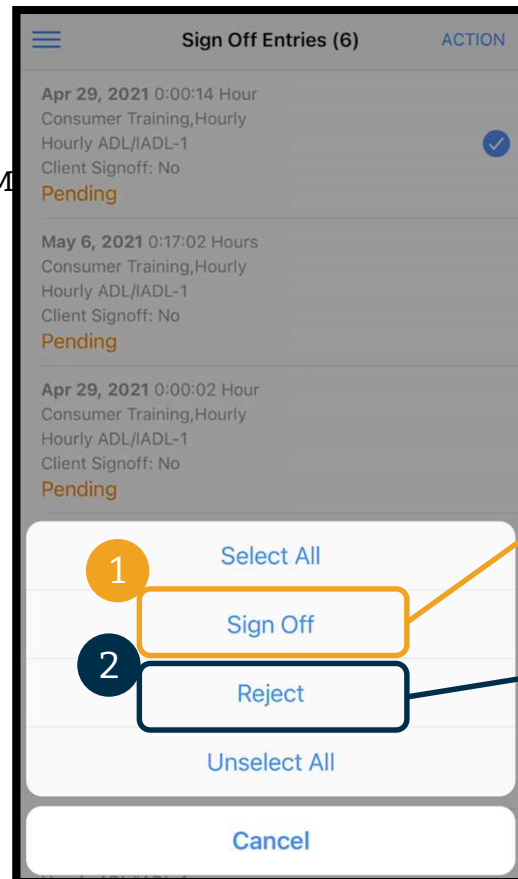 Sign Off Entries (6)
ACTION
Apr 29, 2021 0:00:14 Hour
Consumer Training,Hourly
Hourly ADL/IADL-1
Client Signoff: No
Pending
M
May 6, 2021 0:17:02 Hours
Consumer Training,Hourly
Hourly ADL/IADL-1
Client Signoff: No
Pending
Apr 29, 2021 0:00:02 Hour
Consumer Training,Hourly
Hourly ADL/IADL-1
Client Signoff: No
Pending
Select All
1
Sign Off
2
Reject
Unselect All
Cancel